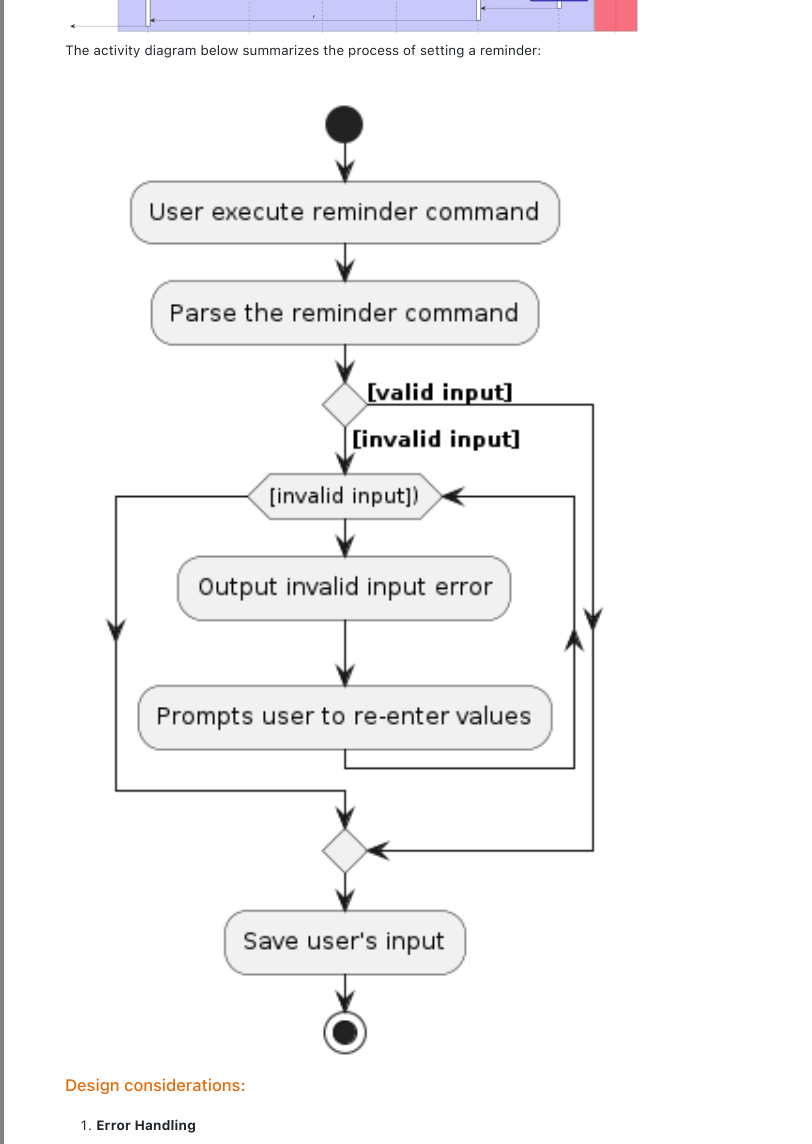 The activity diagram below summarizes the process of setting a reminder:
User execute reminder command
Parse the reminder command
[valid input]
[invalid input]
[invalid input])
Output invalid input error
Prompts user to re-enter values
Save user's input
Design considerations:
1. Error Handling